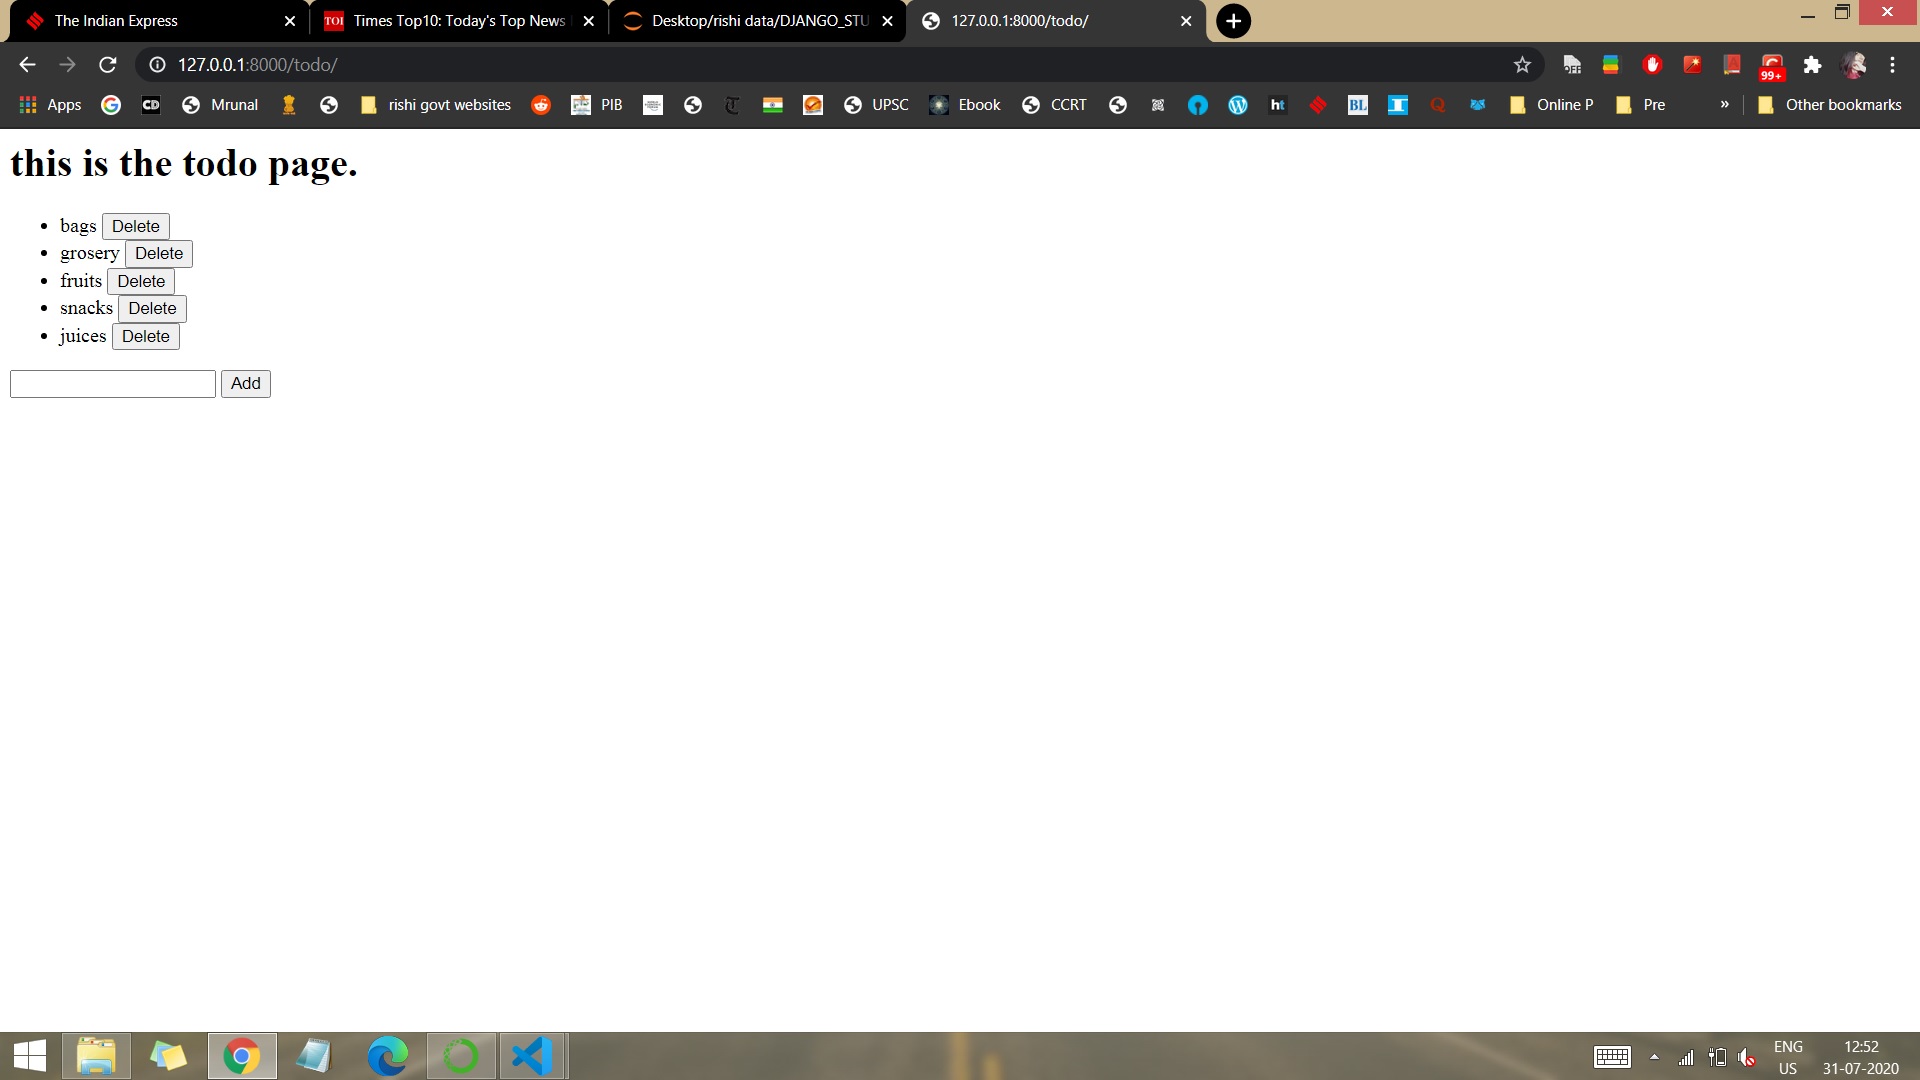 The Indian Express
TOI Times Top10: Today's Top News
Desktop/rishi data/DJANGO_STU
127.0.0.1:8000/todo/
127.0.0.1:8000/todo/
OFF
99+
Apps CD Mrunal rishi govt websites PIB UPSC Ebook CCRT ht BL Online P Pre » Other bookmarks
this is the todo page.
bags Delete
grosery Delete
fruits Delete
snacks Delete
juices Delete
Add
ENG 12:52
US 31-07-2020